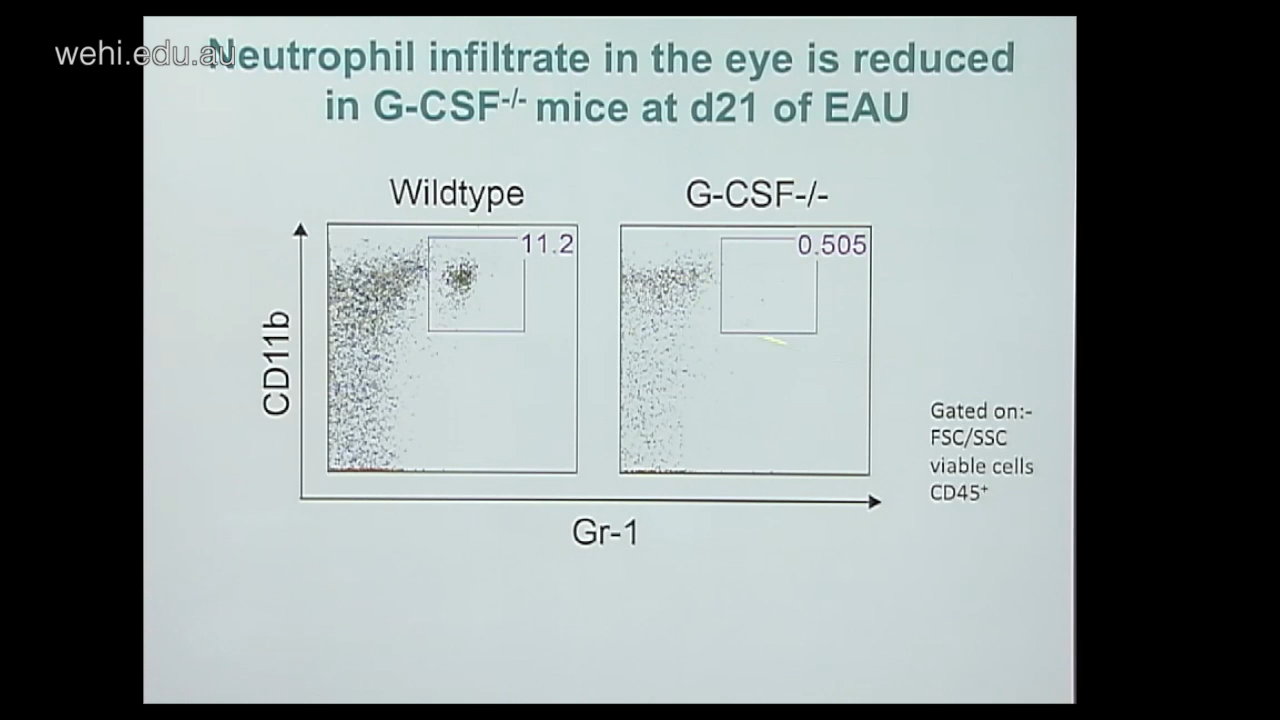 wehi.edu.au
Neutrophil infiltrate in the eye is reduced
in G-CSF-/- mice at d21 of EAU
Wildtype
G-CSF-/-
11.2
0.505
CD11b
Gated on:-
FSC/SSC
viable cells
CD45+
Gr-1